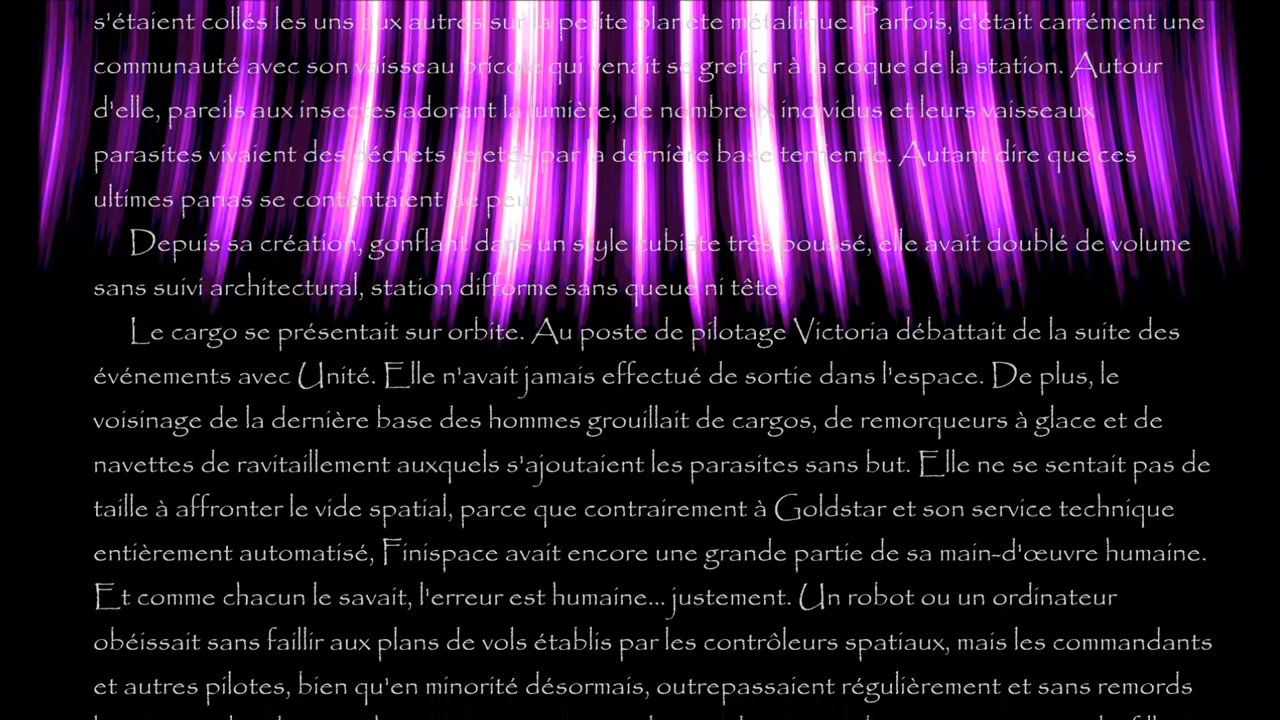 s'étaient collés les uns aux autres sur la petite planète métallique. Parfois, c'était carrément une
communauté avec son vaisseau bricolé qui venait se greffer à la coque de la station. Autour
d'elle, pareils aux insectes adorant la lumière, de nombreux individus et leurs vaisseaux
parasites vivaient des déchets rejetés par la dernière base terrienne. Autant dire que ces
ultimes parias se contentaient de peu
Depuis sa création, gonflant dans un style cubiste très poussé, elle avait doublé de volume
sans suivi architectural, station difforme sans queue ni tête.
Le cargo se présentait sur orbite. Au poste de pilotage Victoria débattait de la suite des
événements avec Unité. Elle n'avait jamais effectué de sortie dans l'espace. De plus, le
voisinage de la dernière base des hommes grouillait de cargos, de remorqueurs à glace et de
navettes de ravitaillement auxquels s'ajoutaient les parasites sans but. Elle ne se sentait pas de
taille à affronter le vide spatial, parce que contrairement à Goldstar et son service technique
entièrement automatisé, Finispace avait encore une grande partie de sa main-d'œuvre humaine.
Et comme chacun le savait, l'erreur est humaine... justement. Un robot ou un ordinateur
obéissait sans faillir aux plans de vols établis par les contrôleurs spatiaux, mais les commandants
et autres pilotes, bien qu'en minorité désormais, outrepassaient régulièrement et sans remords